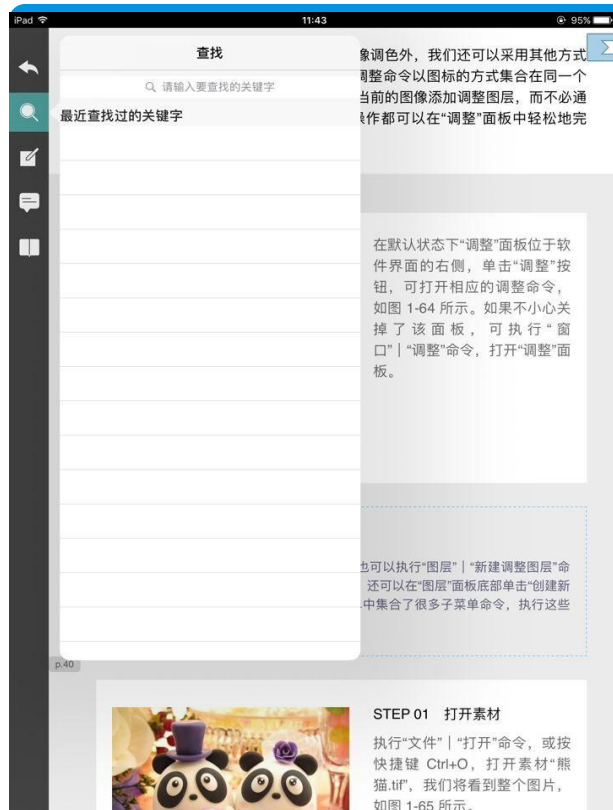 iPad
11:43
95%
查找
请输入要查找的关键字
最近查找过的关键字
像调色外，我们还可以采用其他方式
调整命令以图标的方式集合在同一个
当前的图像添加调整图层，而不必通
操作都可以在“调整”面板中轻松地完
在默认状态下“调整”面板位于软
件界面的右侧，单击“调整”按
钮，可打开相应的调整命令，
如图 1-64 所示。如果不小心关
掉了该面板，可执行“窗
口”|“调整”命令，打开“调整”面
板。
也可以执行“图层”|“新建调整图层”命
还可以在“图层”面板底部单击“创建新
中集合了很多子菜单命令，执行这些
p.40
STEP 01 打开素材
执行“文件”|“打开”命令，或按
快捷键 Ctrl+O，打开素材“熊
猫.tif”，我们将看到整个图片，
如图 1-65 所示。